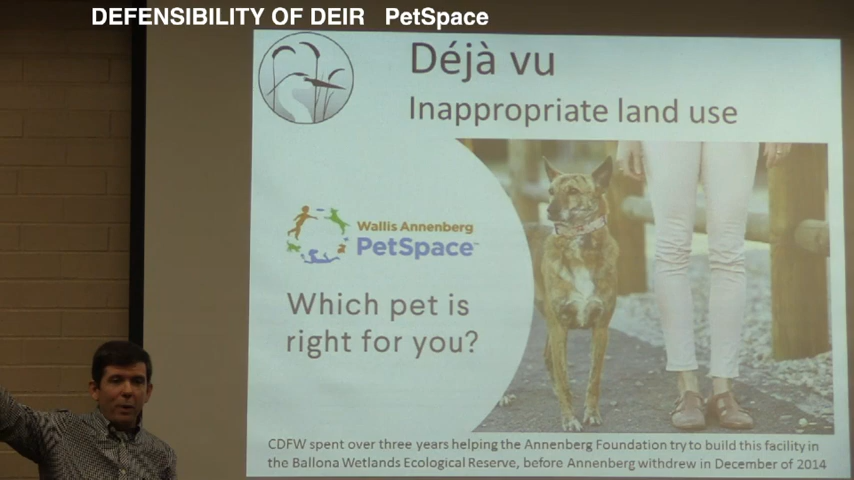 DEFENSIBILITY OF DEIR PetSpace
Déjà vu
Inappropriate land use
Wallis Annenberg
PetSpace™
Which pet is
right for you?
CDFW spent over three years helping the Annenberg Foundation try to build this facility in
the Ballona Wetlands Ecological Reserve, before Annenberg withdrew in December of 2014